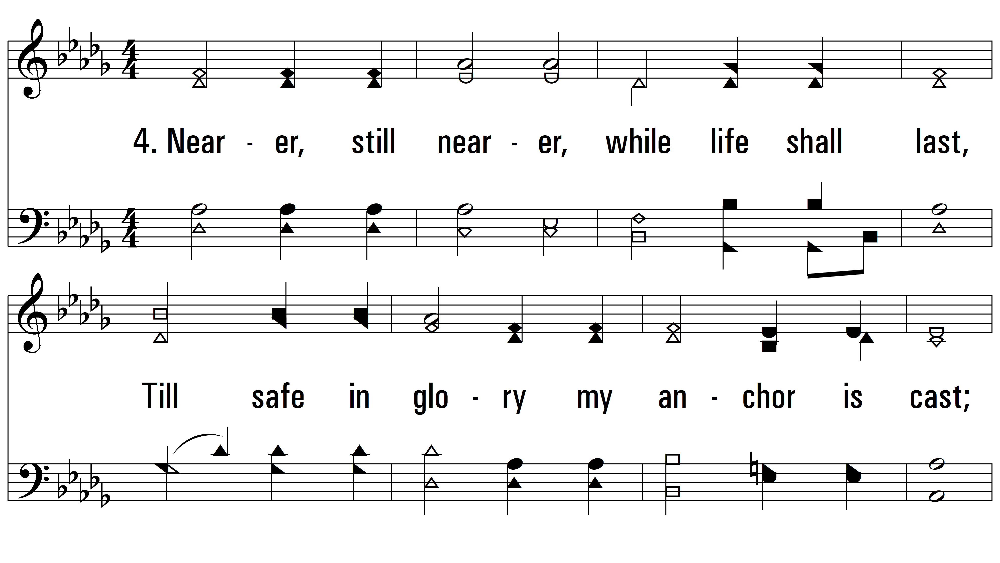 4. Near - er, still near - er, while life shall last,
Till safe in glo - ry my an - chor is cast;